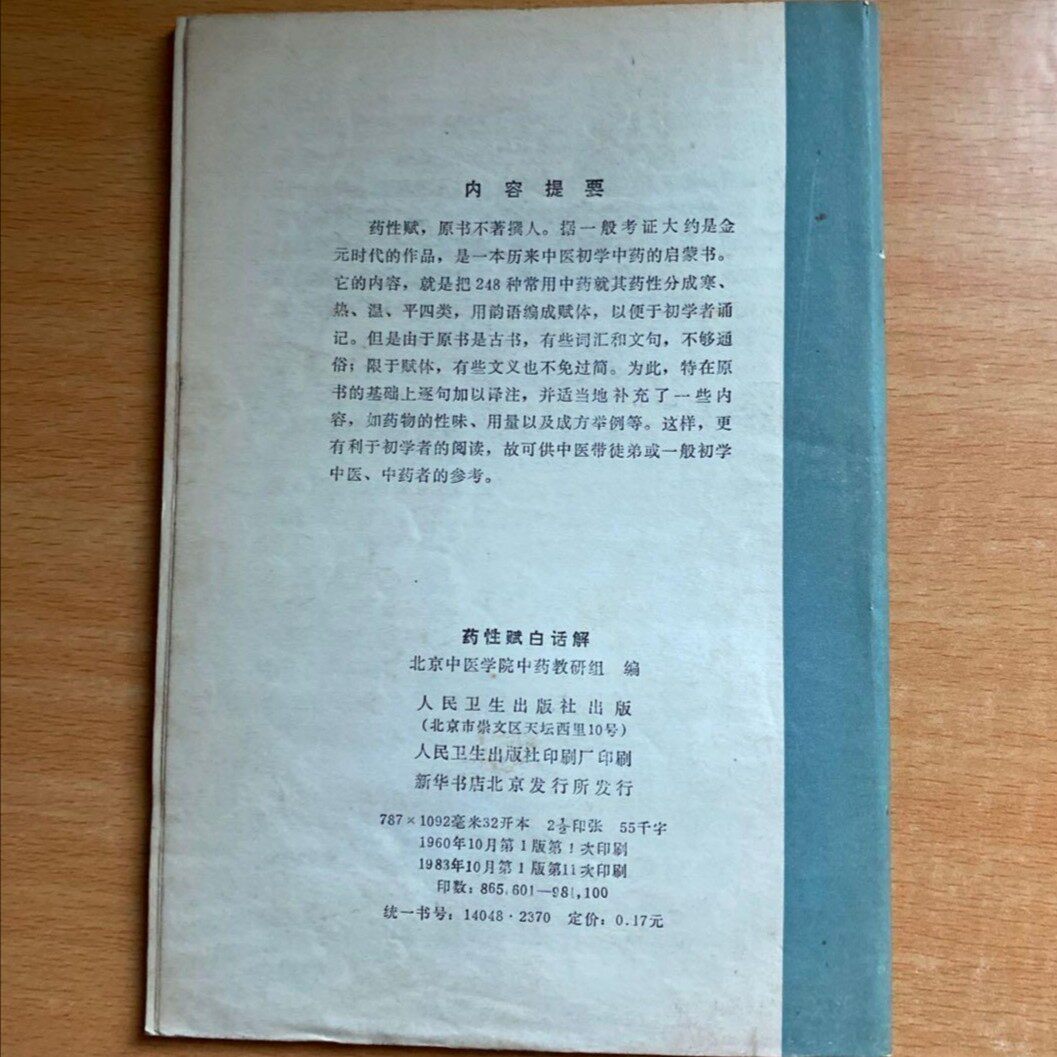 内容提要
药性赋，原书不著撰人。据一般考证大约是金
元时代的作品，是一本历来中医初学中药的启蒙书。
它的内容，就是把248种常用中药就其药性分成寒、
热、温、平四类，用韵语编成赋体，以便于初学者诵
记。但是由于原书是古书，有些词汇和文句，不够通
俗；限于赋体，有些文义也不免过简。为此，特在原
书的基础上逐句加以译注，并适当地补充了一些内
容，如药物的性味、用量以及成方举例等。这样，更
有利于初学者的阅读，故可供中医带徒弟或一般初学
中医、中药者的参考。
药性赋白话解
北京中医学院中药教研组 编
人民卫生出版社出版
（北京市崇文区天坛西里10号）
人民卫生出版社印刷厂印刷
新华书店北京发行所发行
787×1092毫米32开本 2½印张 55千字
1960年10月第1版第1次印刷
1983年10月第1版第11次印刷
印数：865,601—981,100
统一书号：14048·2370 定价：0.17元